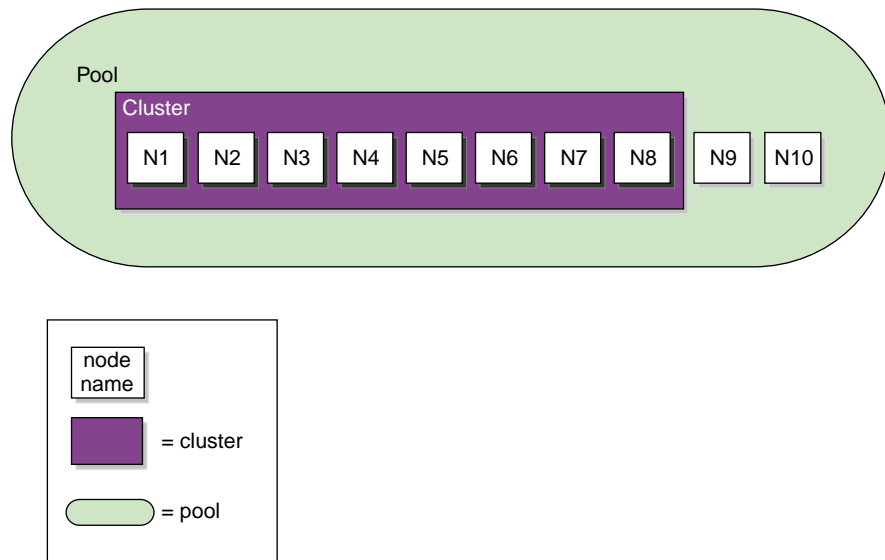 Pool
Cluster
N1 N2 N3 N4 N5 N6 N7 N8 N9 N10
node
name
= cluster
= pool